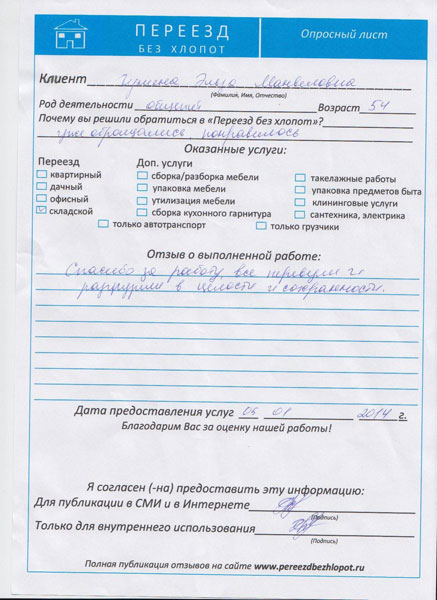 ПЕРЕЕЗД
БЕЗ ХЛОПОТ
Опросный лист
Клиент Элла Манвеловна
(Фамилия, Имя, Отчество)
Род деятельности общепит Возраст 54
Почему вы решили обратиться в «Переезд без хлопот»?
уже обращались, понравилось
Оказанные услуги:
Переезд Доп. услуги
квартирный сборка/разборка мебели такелажные работы
дачный упаковка мебели упаковка предметов быта
офисный утилизация мебели клининговые услуги
складской сборка кухонного гарнитура сантехника, электрика
только автотранспорт только грузчики
Отзыв о выполненной работе:
Спасибо за работу, все и
в целости и сохранности.
Дата предоставления услуг 01 2014 г.
Благодарим Вас за оценку нашей работы!
Я согласен (-на) предоставить эту информацию:
Для публикации в СМИ и в Интернете
(Подпись)
Только для внутреннего использования
(Подпись)
Полная публикация отзывов на сайте www.pereezdbezhlopot.ru